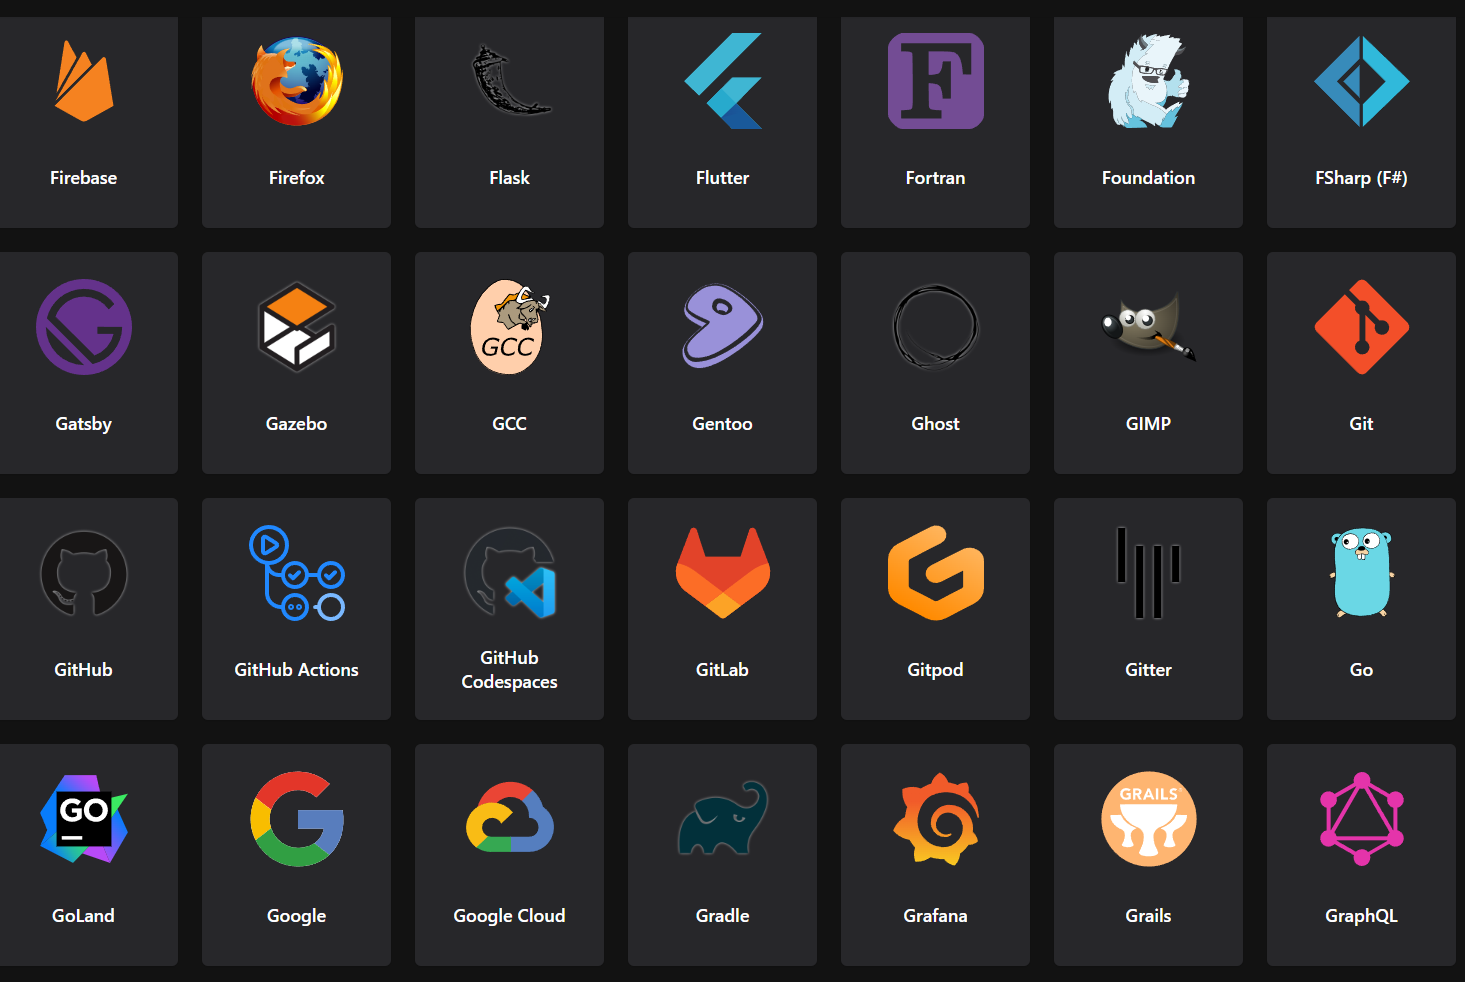 Firebase
Firefox
Flask
Flutter
F
Fortran
Foundation
FSharp (F#)
Gatsby
Gazebo
GCC
GCC
Gentoo
Ghost
GIMP
Git
GitHub
GitHub Actions
GitHub
Codespaces
GitLab
Gitpod
Gitter
Go
GO
GoLand
G
Google
Google Cloud
Gradle
Grafana
GRAILS
Grails
GraphQL